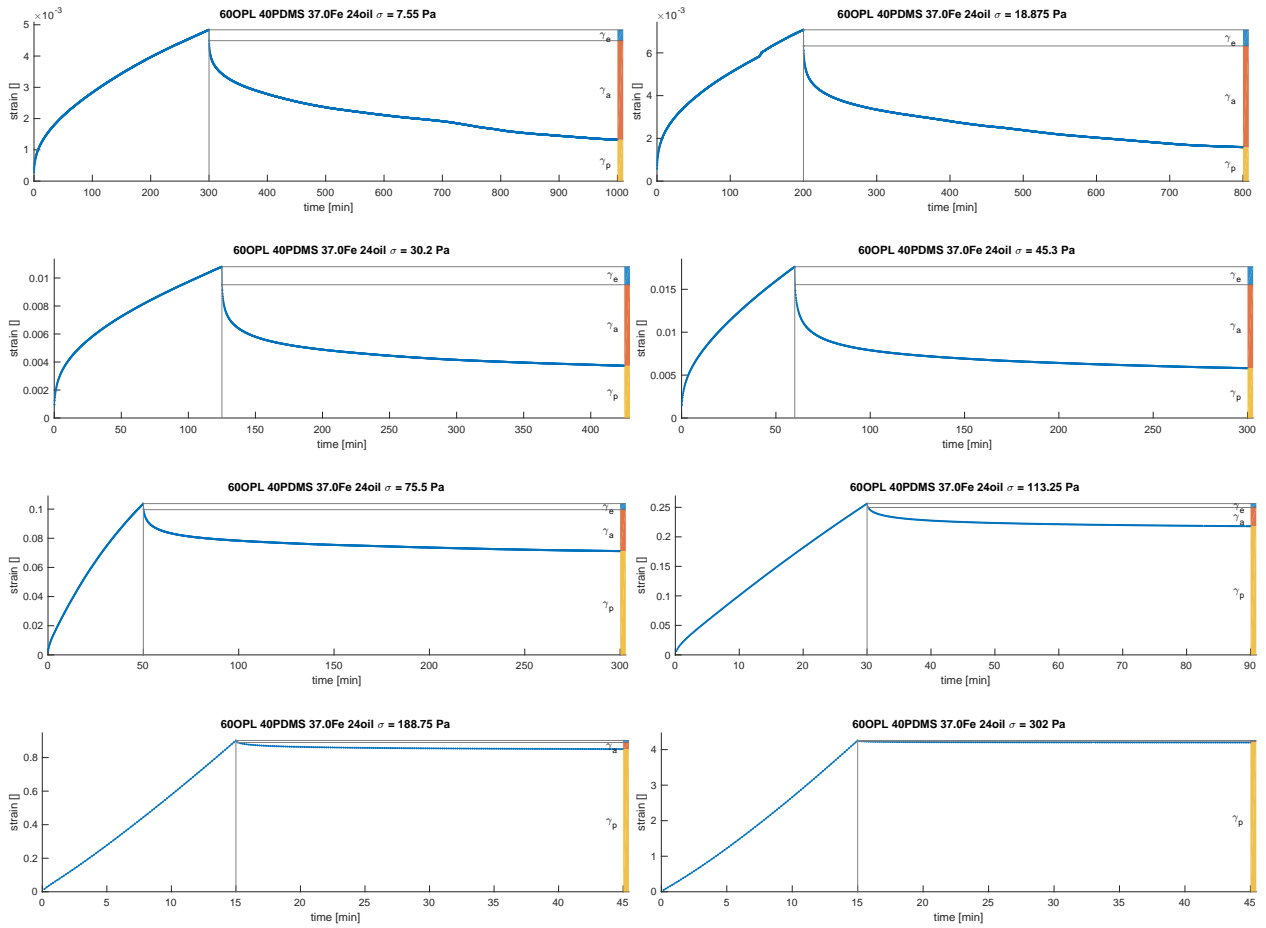 60OPL 40PDMS 37.0Fe 24oil σ = 7.55 Pa
×10⁻³
strain []
5
4
3
2
1
0
0 100 200 300 400 500 600 700 800 900 1000
time [min]
γe
γa
γp
60OPL 40PDMS 37.0Fe 24oil σ = 18.875 Pa
×10⁻³
strain []
6
4
2
0
0 100 200 300 400 500 600 700 800
time [min]
γe
γa
γp
60OPL 40PDMS 37.0Fe 24oil σ = 30.2 Pa
strain []
0.01
0.008
0.006
0.004
0.002
0
0 50 100 150 200 250 300 350 400
time [min]
γe
γa
γp
60OPL 40PDMS 37.0Fe 24oil σ = 45.3 Pa
strain []
0.015
0.01
0.005
0
0 50 100 150 200 250 300
time [min]
γe
γa
γp
60OPL 40PDMS 37.0Fe 24oil σ = 75.5 Pa
strain []
0.1
0.08
0.06
0.04
0.02
0
0 50 100 150 200 250 300
time [min]
γe
γa
γp
60OPL 40PDMS 37.0Fe 24oil σ = 113.25 Pa
strain []
0.25
0.2
0.15
0.1
0.05
0
0 10 20 30 40 50 60 70 80 90
time [min]
γe
γa
γp
60OPL 40PDMS 37.0Fe 24oil σ = 188.75 Pa
strain []
0.8
0.6
0.4
0.2
0
0 5 10 15 20 25 30 35 40 45
time [min]
γa
γp
60OPL 40PDMS 37.0Fe 24oil σ = 302 Pa
strain []
4
3
2
1
0
0 5 10 15 20 25 30 35 40 45
time [min]
γp